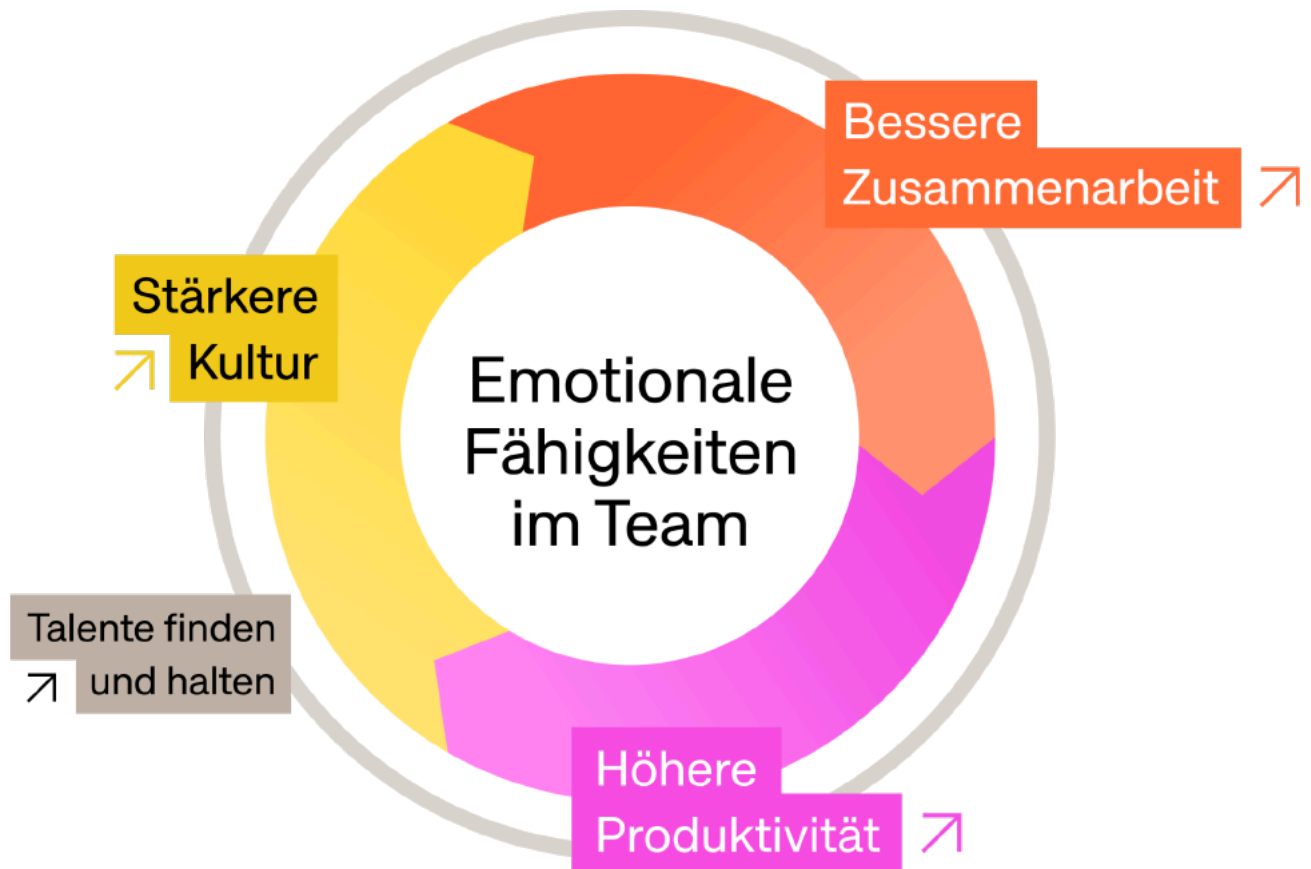 Bessere
Zusammenarbeit
Stärkere
Kultur
Emotionale
Fähigkeiten
im Team
Talente finden
und halten
Höhere
Produktivität